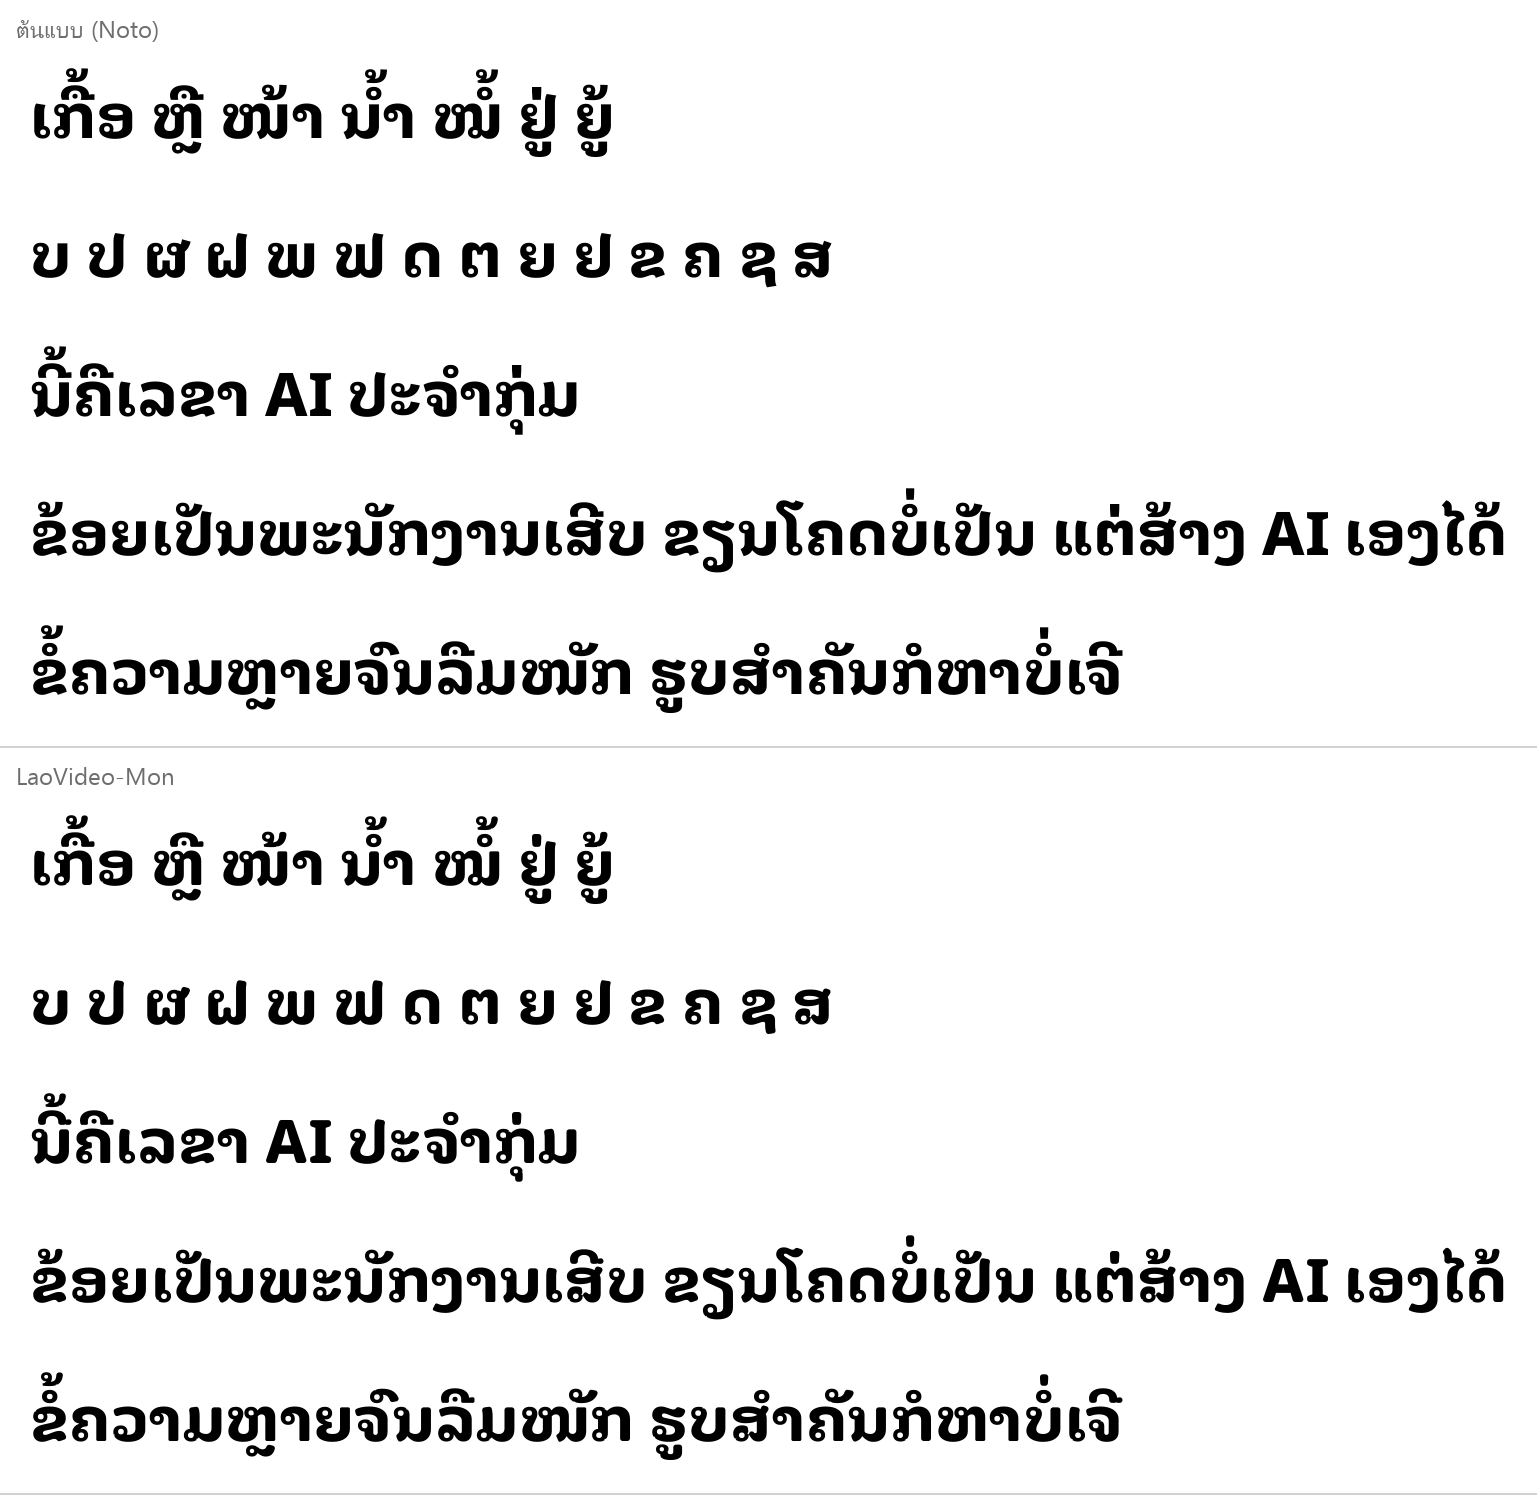 ต้นแบบ (Noto)
ເກື້ອ ຫຼື ໜ້າ ນ້ຳ ໝໍ້ ຢູ່ ຍູ້
ບ ປ ຜ ຝ ພ ຟ ດ ຕ ຍ ຢ ຂ ຄ ຊ ສ
ນີ້ຄືເລຂາ AI ປະຈຳກຸ່ມ
ຂ້ອຍເປັນພະນັກງານເສີບ ຂຽນໂຄດບໍ່ເປັນ ແຕ່ສ້າງ AI ເອງໄດ້
ຂໍ້ຄວາມຫຼາຍຈົນລືມໜັກ ຮູບສຳຄັນກໍຫາບໍ່ເຈີ
LaoVideo-Mon
ເກື້ອ ຫຼື ໜ້າ ນ້ຳ ໝໍ້ ຢູ່ ຍູ້
ບ ປ ຜ ຝ ພ ຟ ດ ຕ ຍ ຢ ຂ ຄ ຊ ສ
ນີ້ຄືເລຂາ AI ປະຈຳກຸ່ມ
ຂ້ອຍເປັນພະນັກງານເສີບ ຂຽນໂຄດບໍ່ເປັນ ແຕ່ສ້າງ AI ເອງໄດ້
ຂໍ້ຄວາມຫຼາຍຈົນລືມໜັກ ຮູບສຳຄັນກໍຫາບໍ່ເຈີ